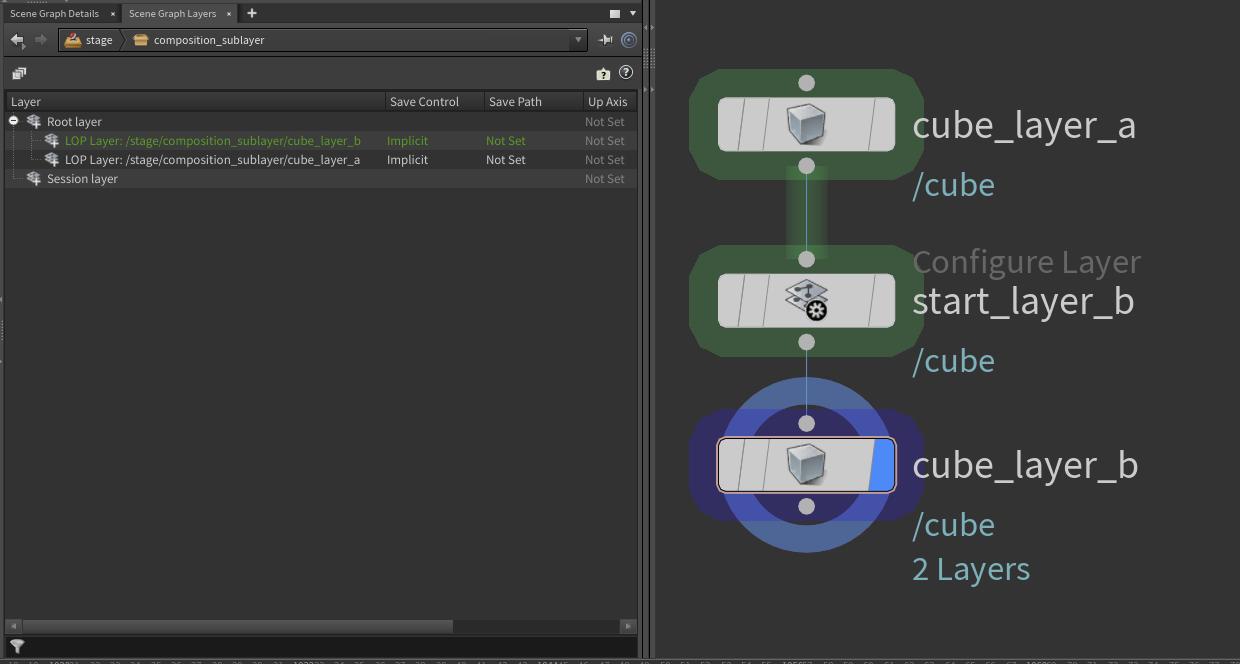 Scene Graph Details × Scene Graph Layers × +
stage composition_sublayer
Layer Save Control Save Path Up Axis
Root layer Not Set
LOP Layer: /stage/composition_sublayer/cube_layer_b Implicit Not Set Not Set
LOP Layer: /stage/composition_sublayer/cube_layer_a Implicit Not Set Not Set
Session layer Not Set
cube_layer_a
/cube
Configure Layer
start_layer_b
/cube
cube_layer_b
/cube
2 Layers